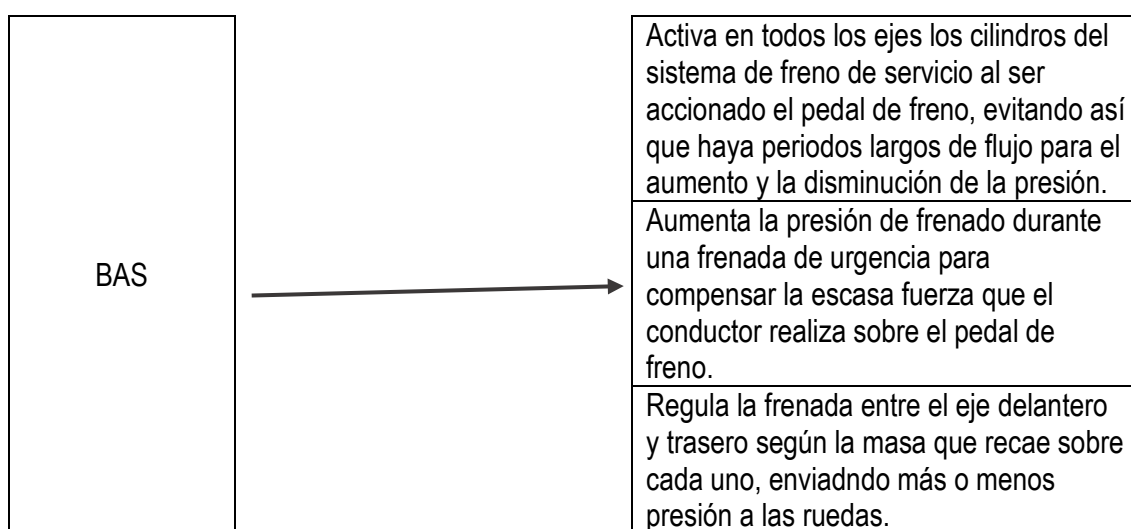 BAS
Activa en todos los ejes los cilindros del
sistema de freno de servicio al ser
accionado el pedal de freno, evitando así
que haya periodos largos de flujo para el
aumento y la disminución de la presión.
Aumenta la presión de frenado durante
una frenada de urgencia para
compensar la escasa fuerza que el
conductor realiza sobre el pedal de
freno.
Regula la frenada entre el eje delantero
y trasero según la masa que recae sobre
cada uno, enviadndo más o menos
presión a las ruedas.